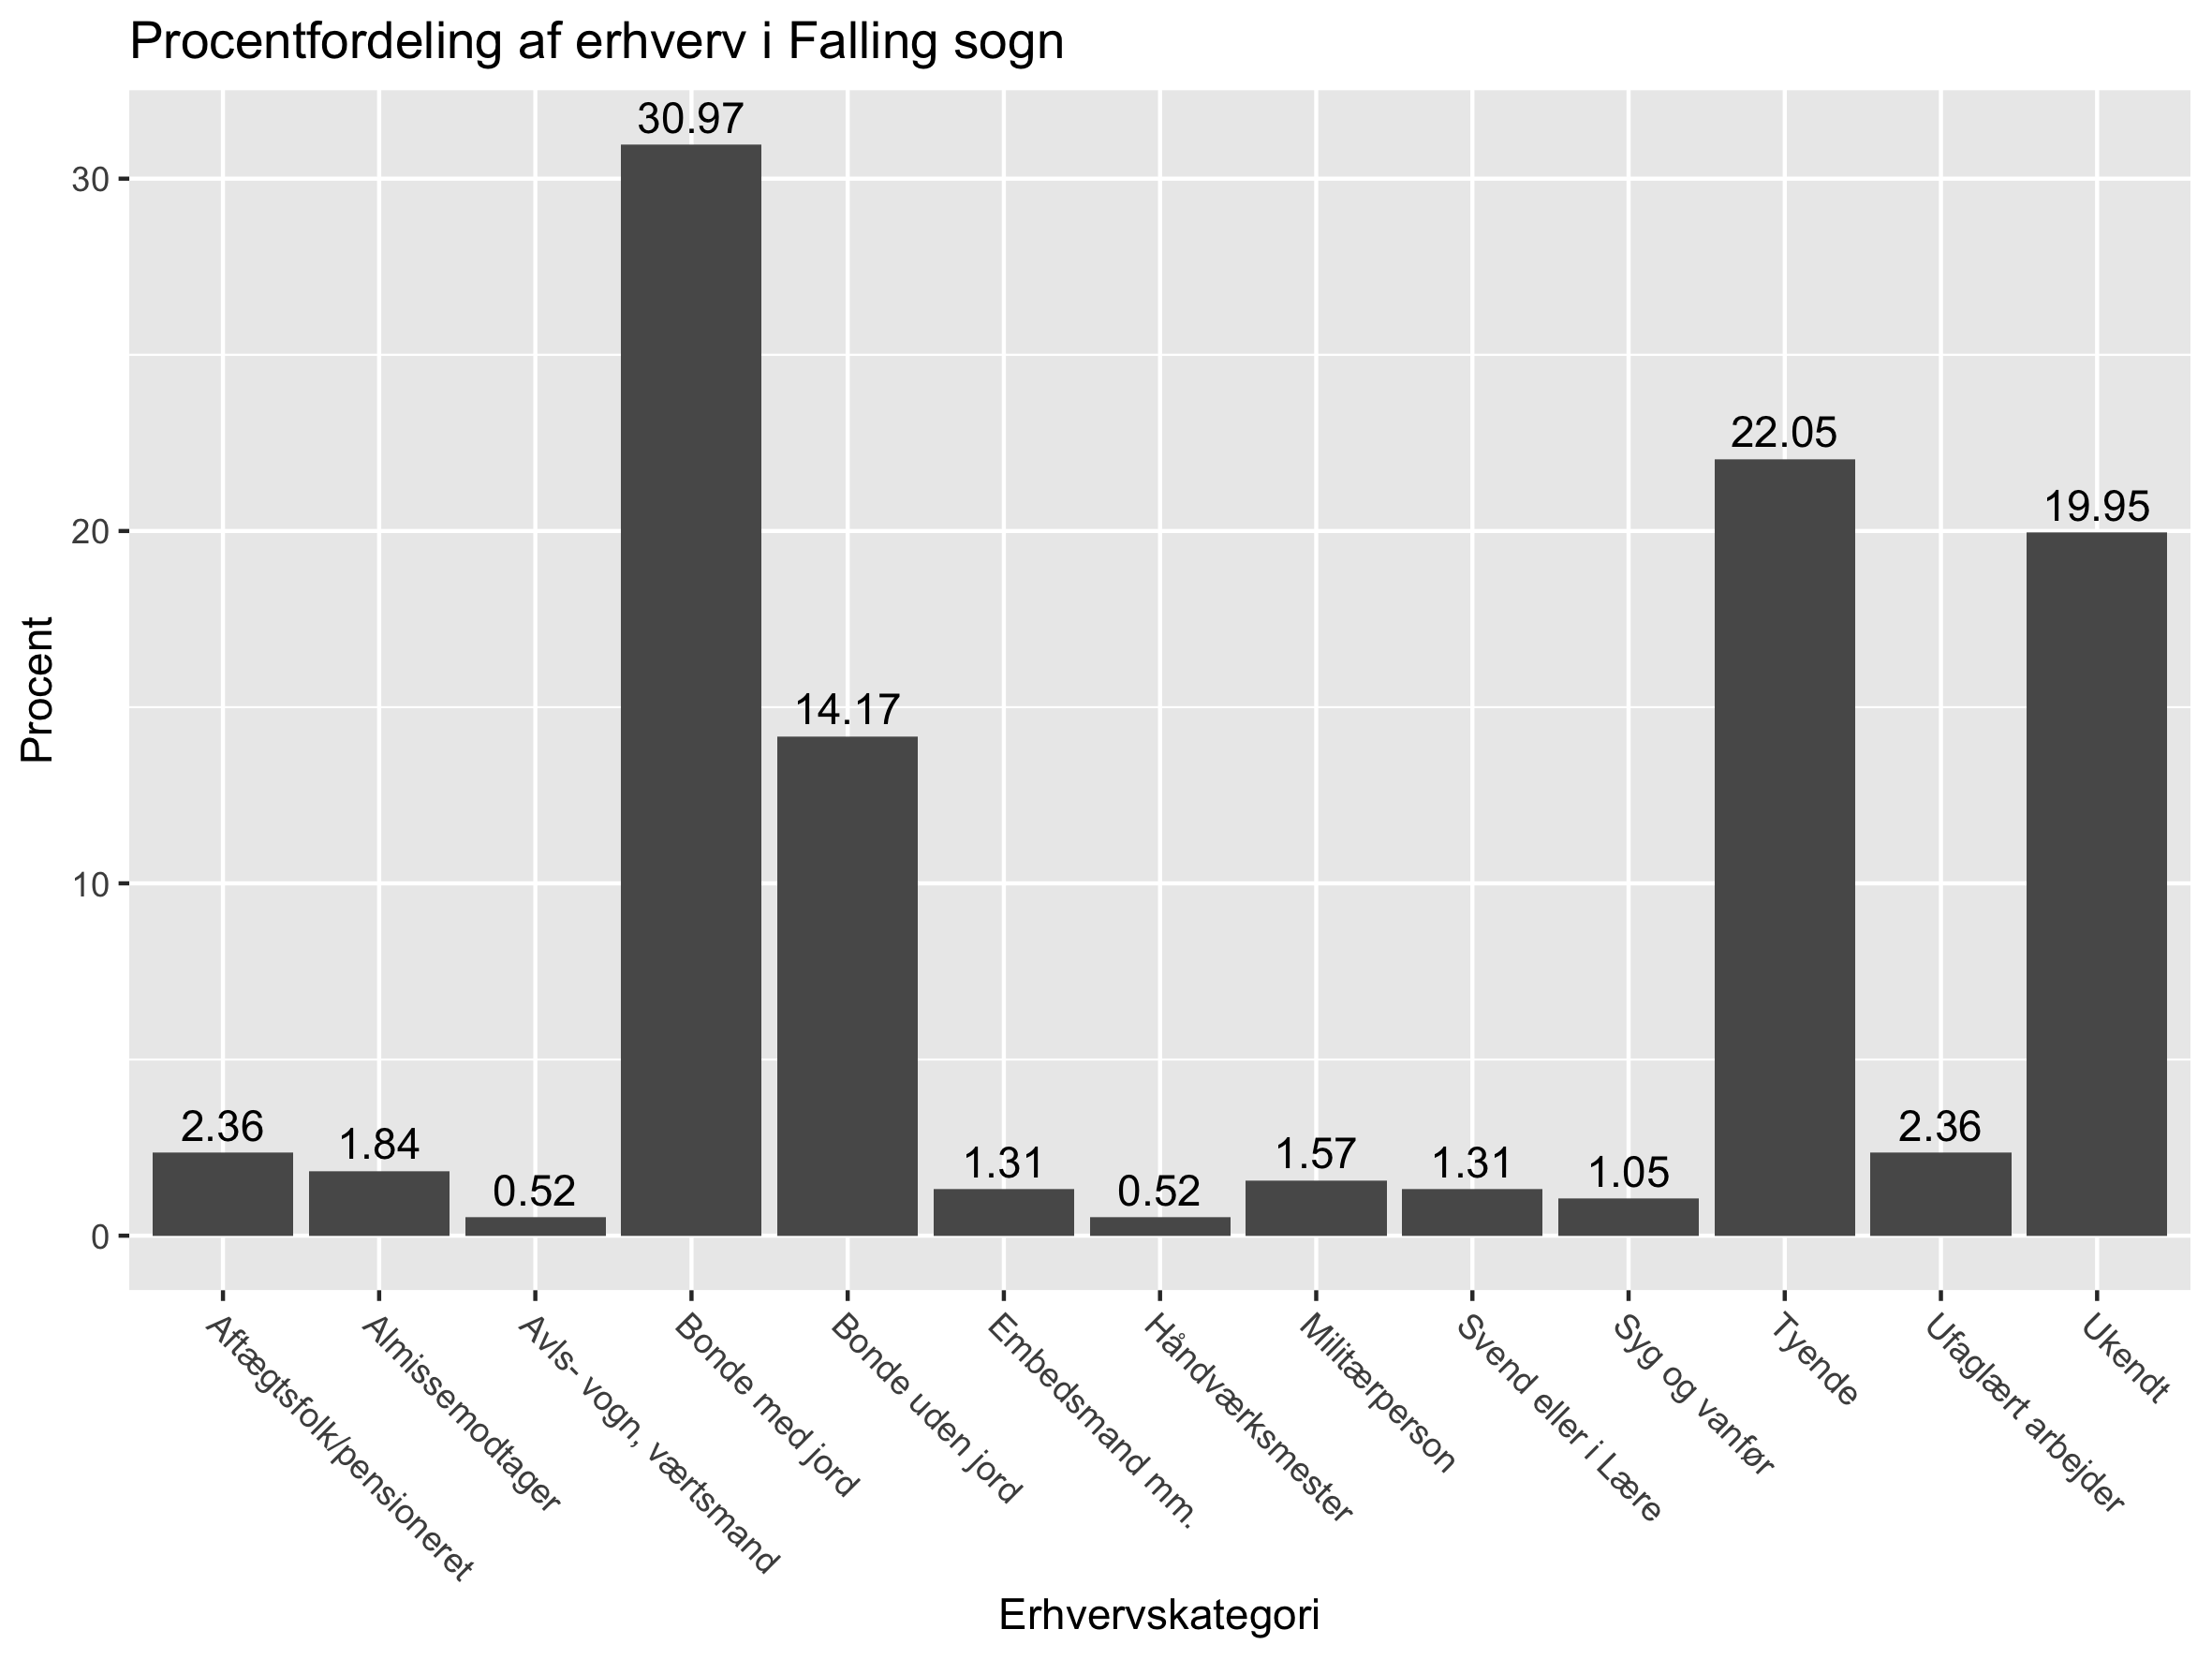 Procentfordeling af erhverv i Falling sogn
30.97
30
22.05
20
19.95
Procent
14.17
10
2.36
1.84
0.52
1.31
0.52
1.57
1.31
1.05
2.36
0
Aftægtsfolk/pensioneret
Almissemodtager
Avls- vogn, værtsmand
Bonde med jord
Bonde uden jord
Embedsmand mm.
Håndværksmester
Militærperson
Svend eller i Lære
Syg og vanfør
Tyende
Ufaglært arbejder
Ukendt
Erhvervskategori